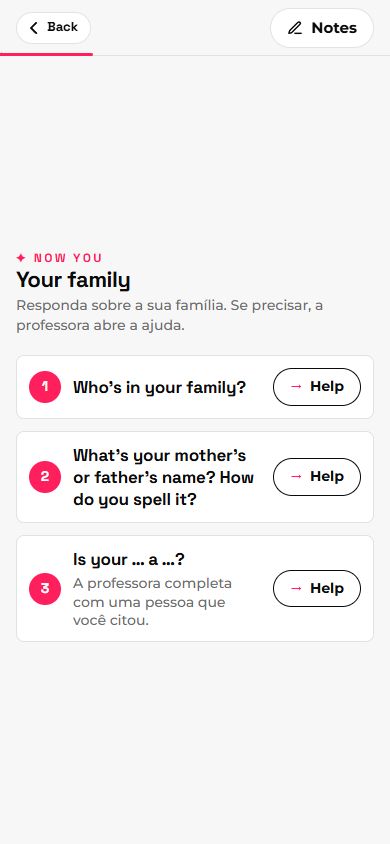 Back
Notes
✦ NOW YOU
Your family
Responda sobre a sua família. Se precisar, a
professora abre a ajuda.
1
Who's in your family?
→ Help
2
What's your mother's
or father's name? How
do you spell it?
→ Help
3
Is your ... a ...?
A professora completa
com uma pessoa que
você citou.
→ Help